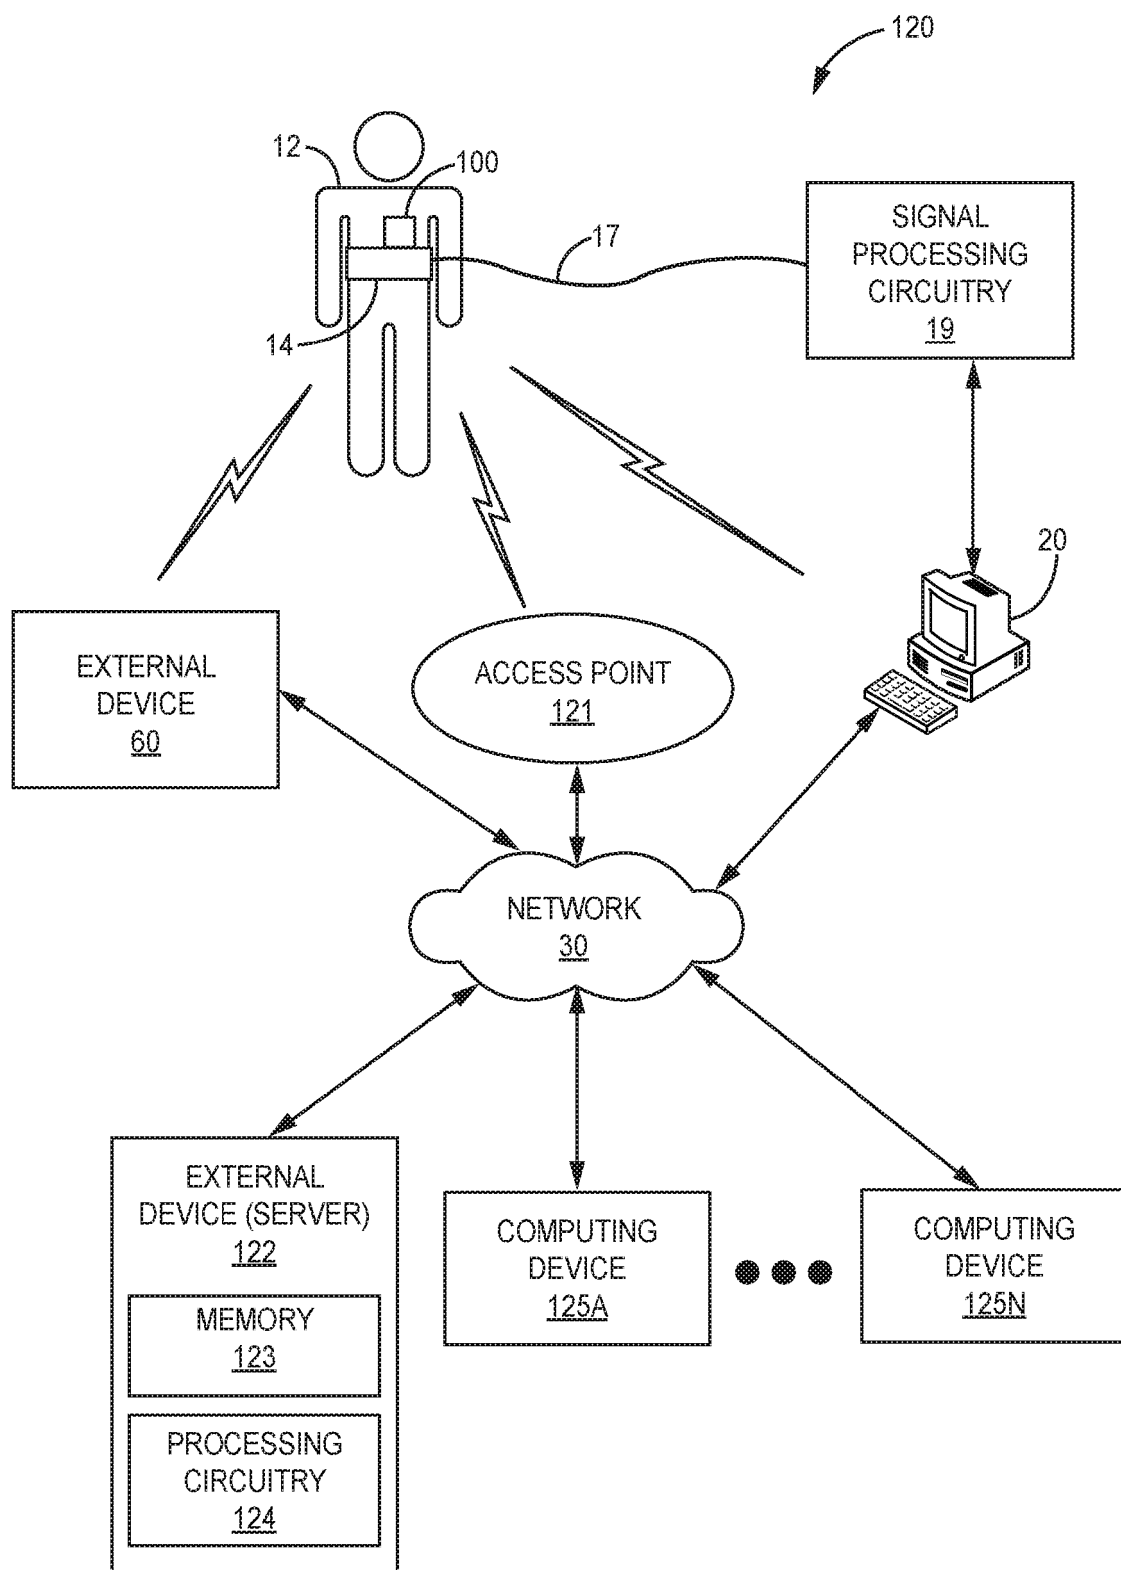 120
12
100
17
SIGNAL
PROCESSING
CIRCUITRY
19
14
20
EXTERNAL
DEVICE
60
ACCESS POINT
121
NETWORK
30
EXTERNAL
DEVICE (SERVER)
122
MEMORY
123
PROCESSING
CIRCUITRY
124
COMPUTING
DEVICE
125A
COMPUTING
DEVICE
125N